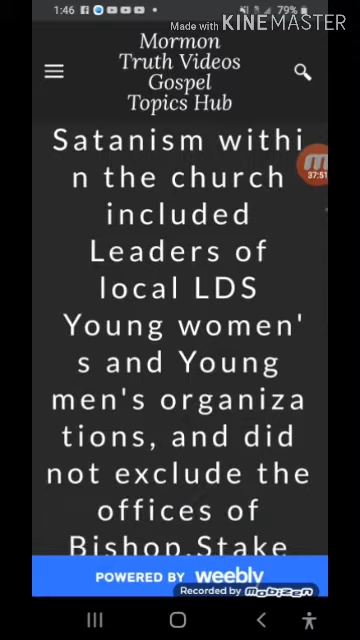 1:46
79%
Made with KINEMASTER
Mormon
Truth Videos
Gospel
Topics Hub
Satanism withi
n the church
included
Leaders of
local LDS
Young women'
s and Young
men's organiza
tions, and did
not exclude the
offices of
Bishop,Stake
37:51
POWERED BY weebly
Recorded by mobizen